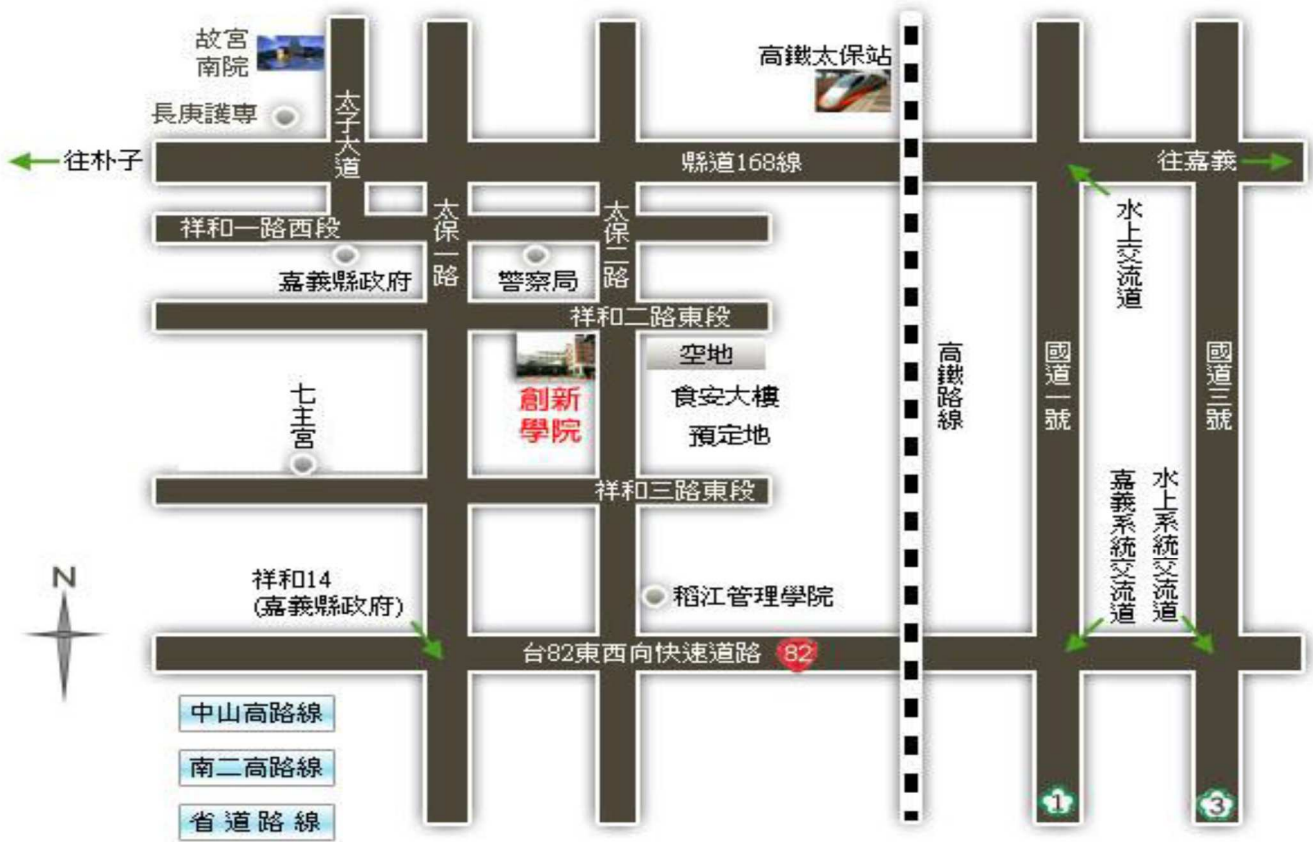 故宮
南院
高鐵太保站
長庚護專
太子大道
往朴子
縣道168線
往嘉義
水上交流道
祥和一路西段
太保一路
太保二路
嘉義縣政府
警察局
祥和二路東段
空地
創新
學院
食安大樓
預定地
七主宮
高鐵路線
國道一號
國道三號
祥和三路東段
嘉義系統交流道
水上系統交流道
N
祥和14
(嘉義縣政府)
稻江管理學院
台82東西向快速道路 82
中山高路線
南二高路線
省道路線
1
3